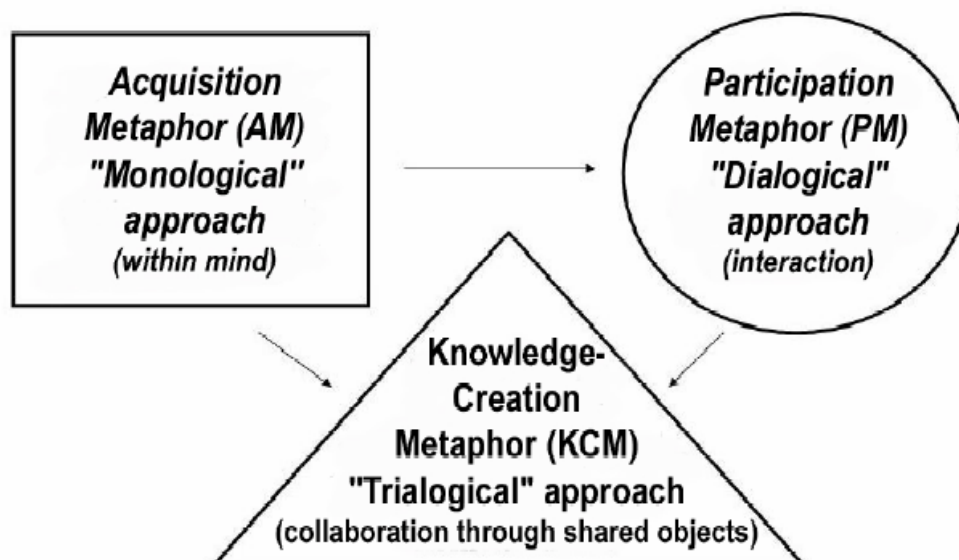 Acquisition
Metaphor (AM)
"Monological"
approach
(within mind)
Participation
Metaphor (PM)
"Dialogical"
approach
(interaction)
Knowledge-
Creation
Metaphor (KCM)
"Trialogical" approach
(collaboration through shared objects)